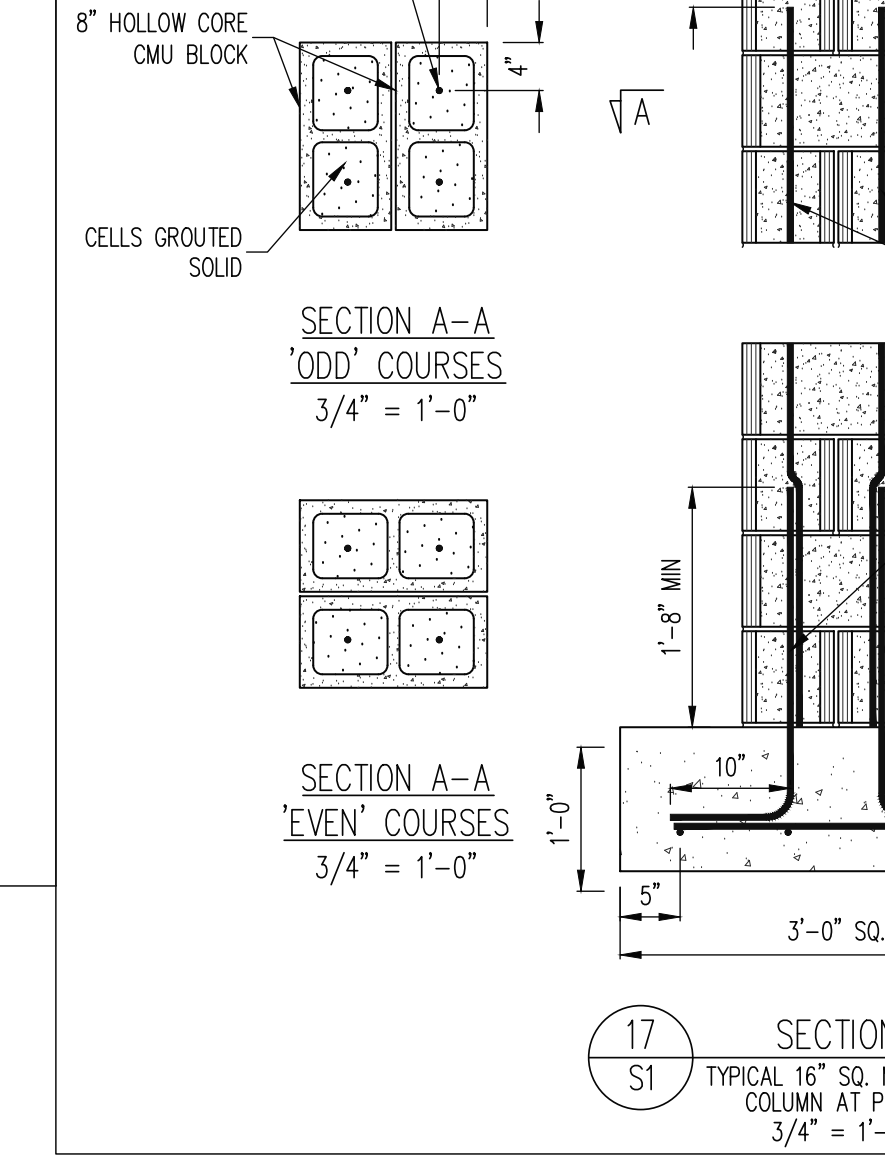 8" HOLLOW CORE
CMU BLOCK
4"
A
CELLS GROUTED
SOLID
SECTION A-A
'ODD' COURSES
3/4" = 1'-0"
1'-8" MIN
SECTION A-A
'EVEN' COURSES
3/4" = 1'-0"
10"
1'-0"
5"
3'-0" SQ.
17
S1
SECTION
TYPICAL 16" SQ.
COLUMN AT
3/4" = 1'-